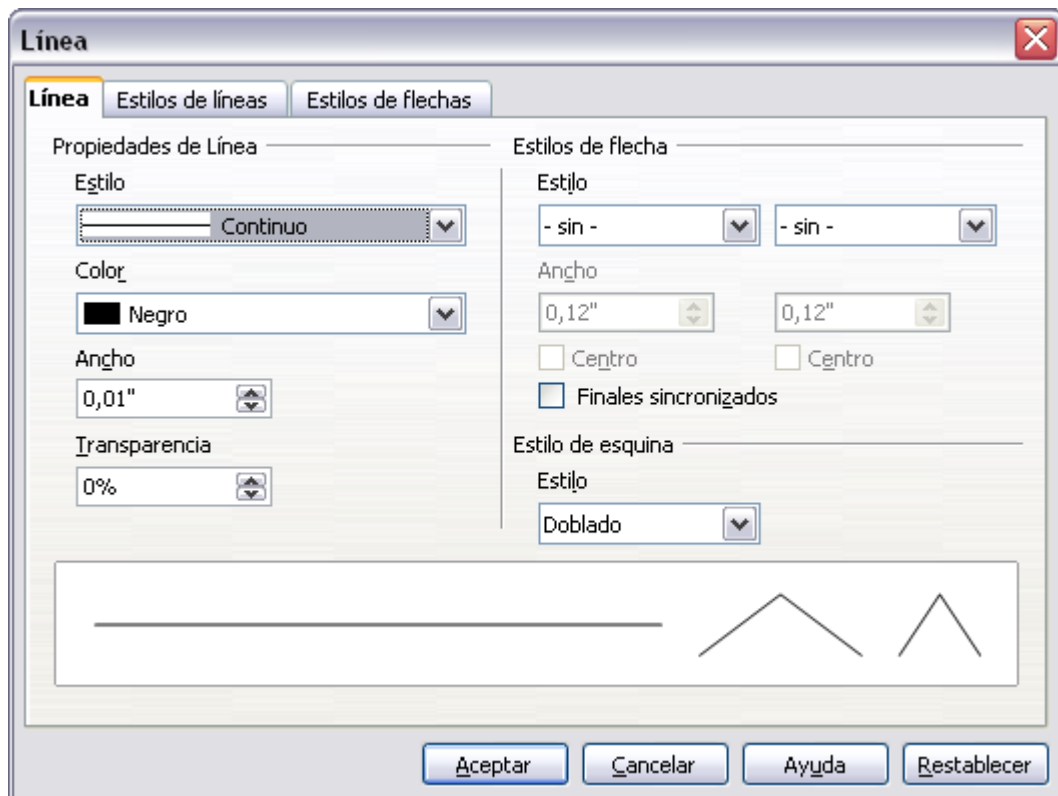 Línea
Línea Estilos de líneas Estilos de flechas
Propiedades de Línea
Estilo
Continuo
Color
Negro
Ancho
0,01"
Transparencia
0%
Estilos de flecha
Estilo
- sin - - sin -
Ancho
0,12" 0,12"
Centro Centro
Finales sincronizados
Estilo de esquina
Estilo
Doblado
Aceptar Cancelar Ayuda Restablecer